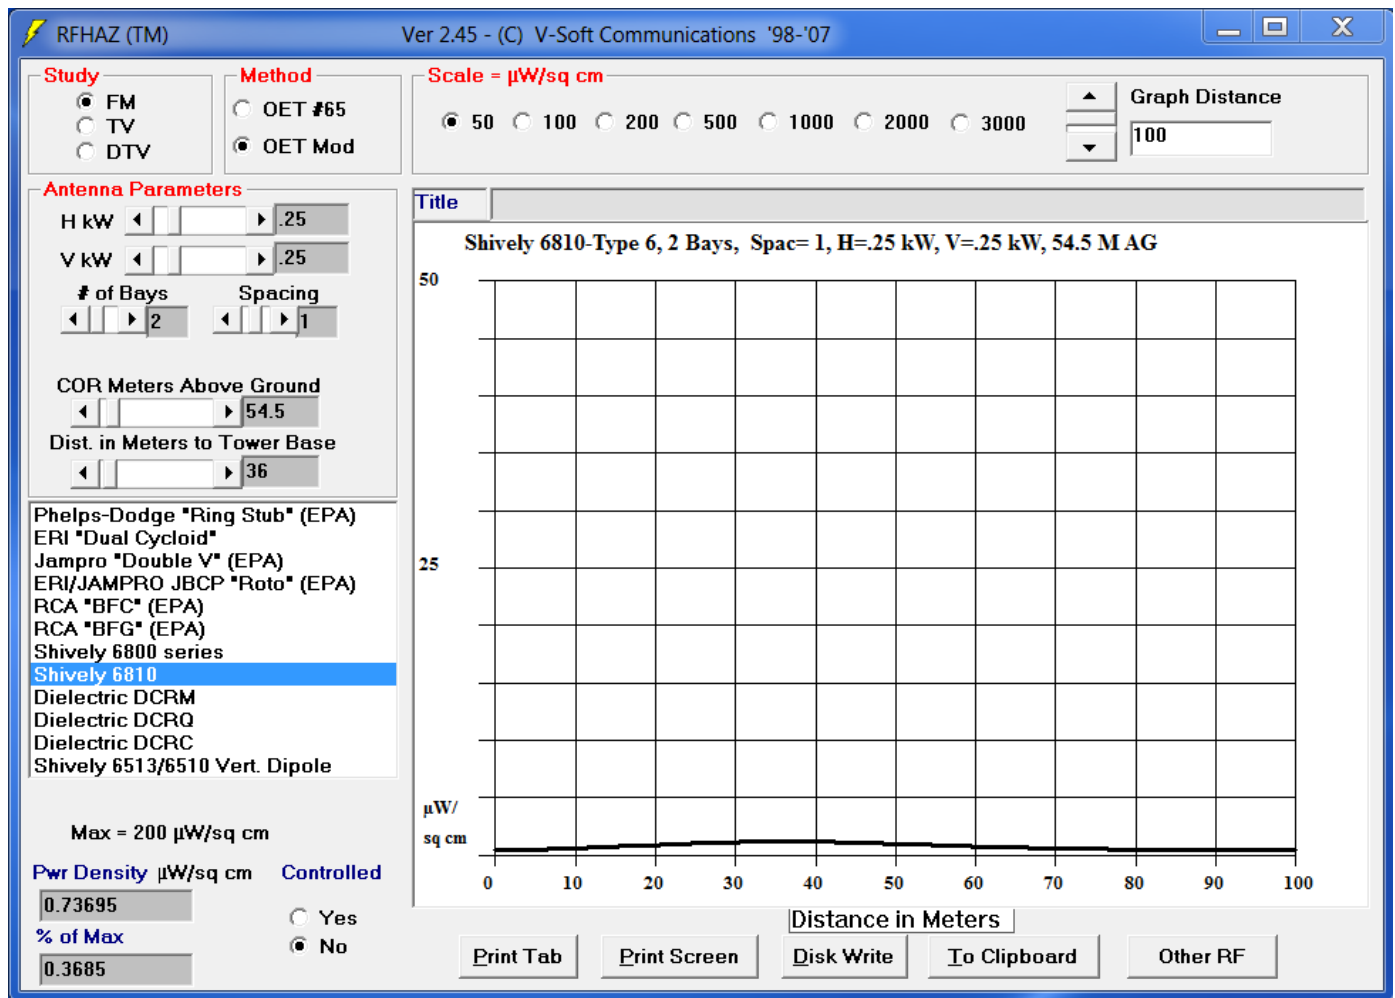 RFHAZ (TM) Ver 2.45 - (C) V-Soft Communications '98-'07
Study
FM
TV
DTV
Method
OET #65
OET Mod
Scale = µW/sq cm
50 100 200 500 1000 2000 3000
Graph Distance
100
Antenna Parameters
H kW .25
V kW .25
# of Bays Spacing
2 1
COR Meters Above Ground
54.5
Dist. in Meters to Tower Base
36
Phelps-Dodge "Ring Stub" (EPA)
ERI "Dual Cycloid"
Jampro "Double V" (EPA)
ERI/JAMPRO JBCP "Roto" (EPA)
RCA "BFC" (EPA)
RCA "BFG" (EPA)
Shively 6800 series
Shively 6810
Dielectric DCRM
Dielectric DCRQ
Dielectric DCRC
Shively 6513/6510 Vert. Dipole
Max = 200 µW/sq cm
Pwr Density µW/sq cm
0.73695
% of Max
0.3685
Controlled
Yes
No
Title
Shively 6810-Type 6, 2 Bays, Spac= 1, H=.25 kW, V=.25 kW, 54.5 M AG
50
25
µW/
sq cm
0 10 20 30 40 50 60 70 80 90 100
Distance in Meters
Print Tab Print Screen Disk Write To Clipboard Other RF